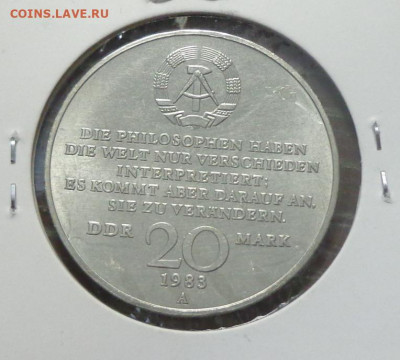 COINS.LAVE.RU
DIE PHILOSOPHEN HABEN
DIE WELT NUR VERSCHIEDEN
INTERPRETIERT;
ES KOMMT ABER DARAUF AN,
SIE ZU VERÄNDERN.
DDR 20 MARK
1983
A